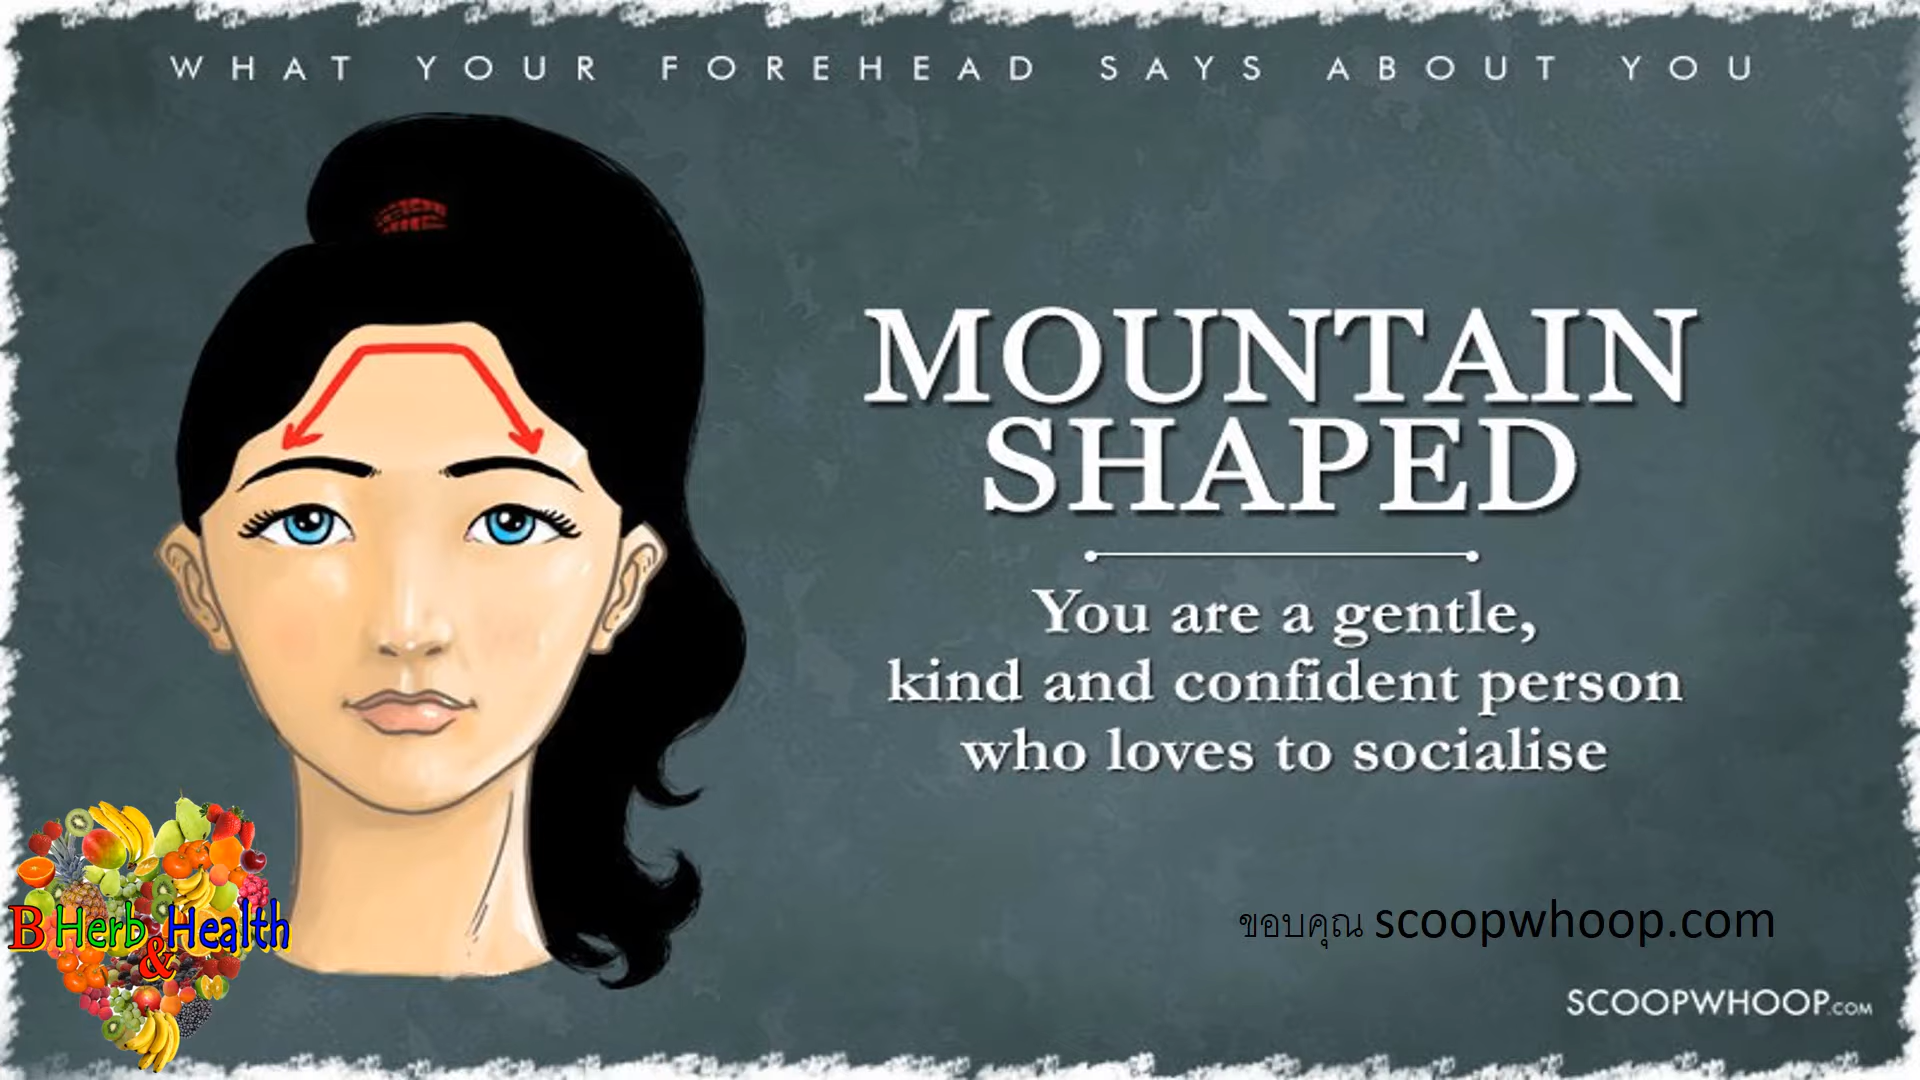 WHAT YOUR FOREHEAD SAYS ABOUT YOU
MOUNTAIN
SHAPED
You are a gentle,
kind and confident person
who loves to socialise
B Herb & Health
ขอบคุณ scoopwhoop.com
SCOOPWHOOP.COM